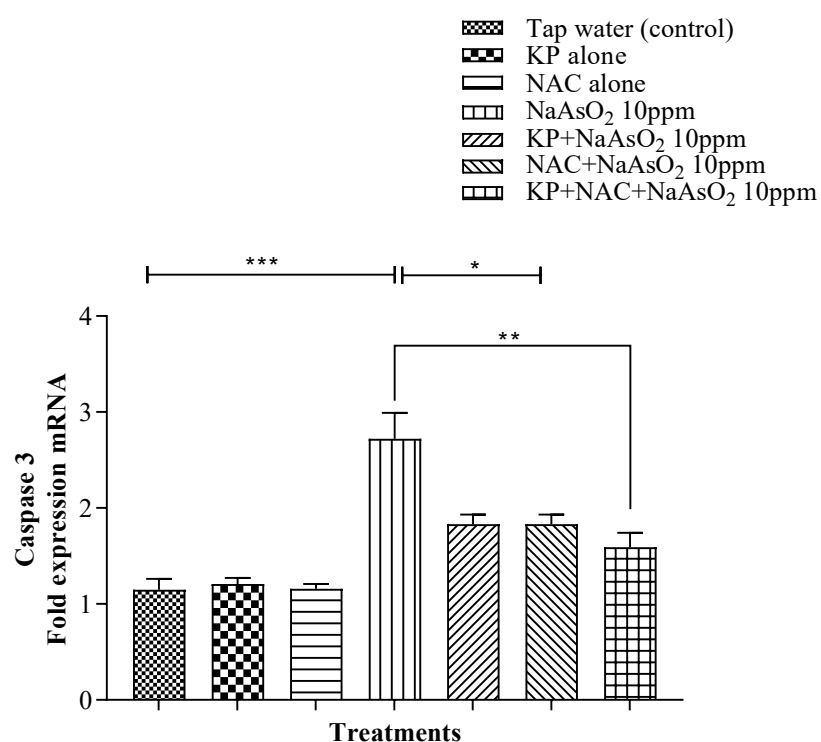 Tap water (control)
KP alone
NAC alone
NaAsO₂ 10ppm
KP+NaAsO₂ 10ppm
NAC+NaAsO₂ 10ppm
KP+NAC+NaAsO₂ 10ppm
***
*
**
4
3
2
1
0
Caspase 3
Fold expression mRNA
Treatments